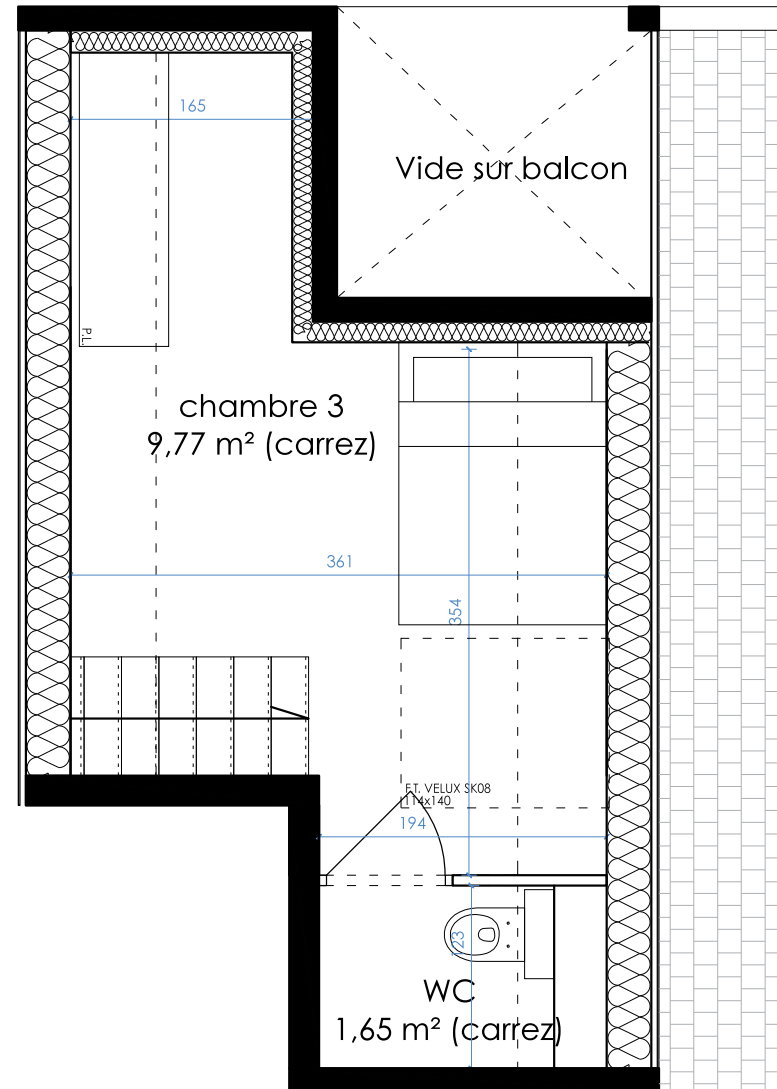 165
Vide sur balcon
P.L.
chambre 3
9,77 m² (carrez)
361
354
F.T. VELUX SK08
114x140
194
123
WC
1,65 m² (carrez)